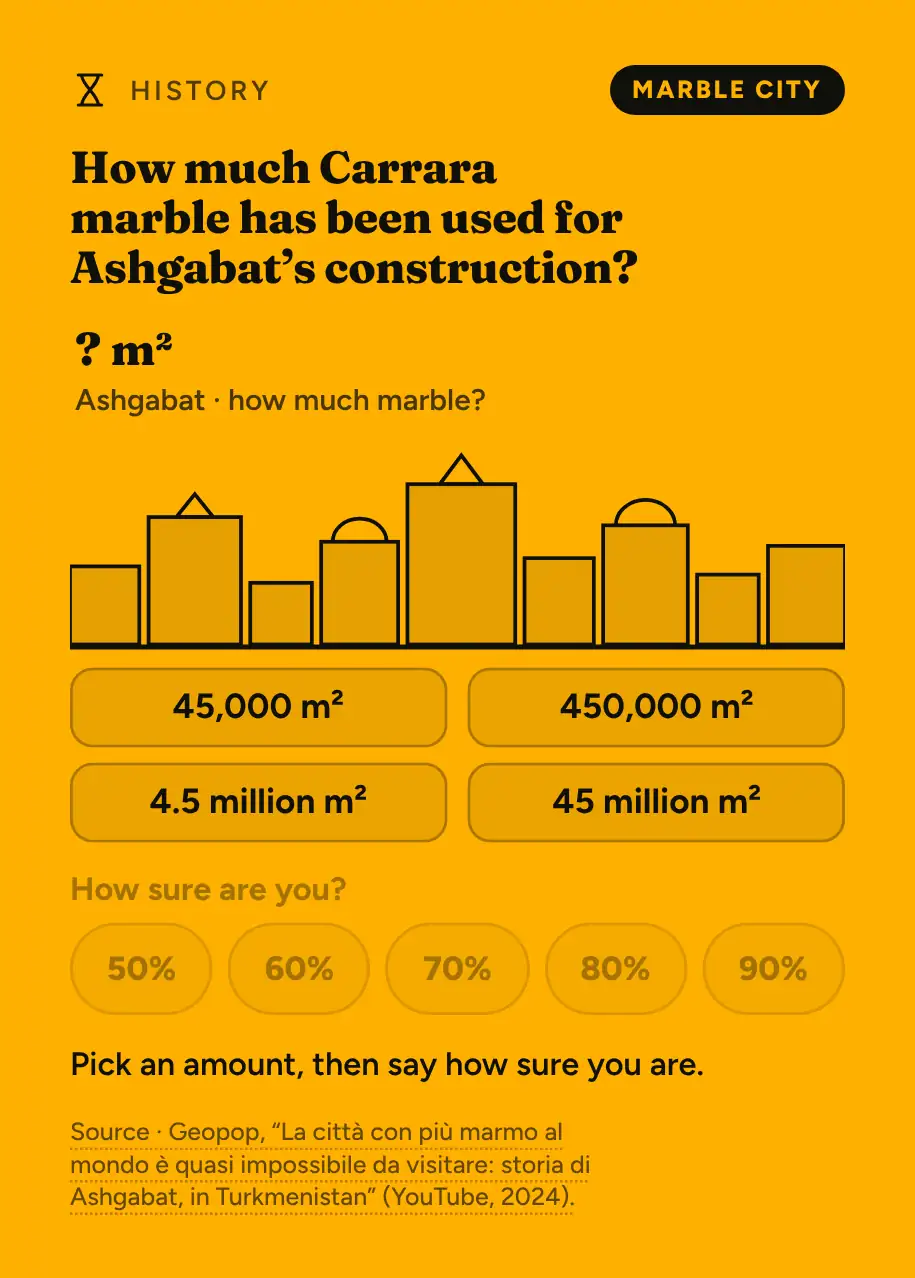 HISTORY
MARBLE CITY
How much Carrara
marble has been used for
Ashgabat’s construction?
? m²
Ashgabat · how much marble?
45,000 m²
450,000 m²
4.5 million m²
45 million m²
How sure are you?
50%
60%
70%
80%
90%
Pick an amount, then say how sure you are.
Source · Geopop, “La città con più marmo al
mondo è quasi impossibile da visitare: storia di
Ashgabat, in Turkmenistan” (YouTube, 2024).